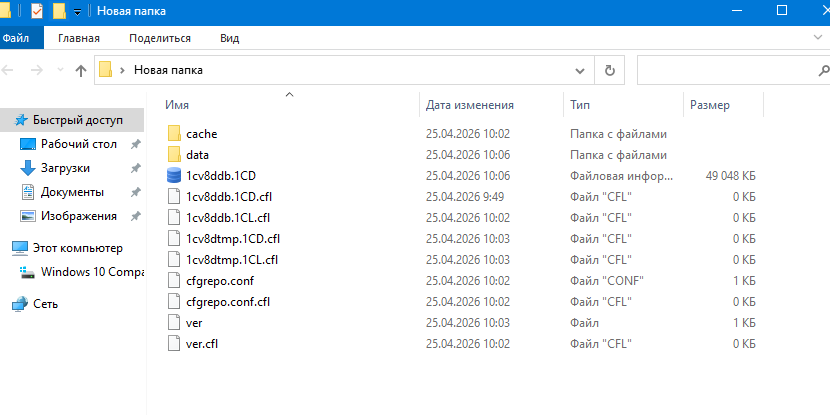 Новая папка
Файл Главная Поделиться Вид
Новая папка
Имя Дата изменения Тип Размер
Быстрый доступ
Рабочий стол
Загрузки
Документы
Изображения
Этот компьютер
Windows 10 Compa
Сеть
cache 25.04.2026 10:02 Папка с файлами
data 25.04.2026 10:06 Папка с файлами
1cv8ddb.1CD 25.04.2026 10:06 Файловая инфор... 49 048 КБ
1cv8ddb.1CD.cfl 25.04.2026 9:49 Файл "CFL" 0 КБ
1cv8ddb.1CL.cfl 25.04.2026 10:02 Файл "CFL" 0 КБ
1cv8dtmp.1CD.cfl 25.04.2026 10:03 Файл "CFL" 0 КБ
1cv8dtmp.1CL.cfl 25.04.2026 10:03 Файл "CFL" 0 КБ
cfgrepo.conf 25.04.2026 10:02 Файл "CONF" 1 КБ
cfgrepo.conf.cfl 25.04.2026 10:02 Файл "CFL" 0 КБ
ver 25.04.2026 10:03 Файл 1 КБ
ver.cfl 25.04.2026 10:02 Файл "CFL" 0 КБ